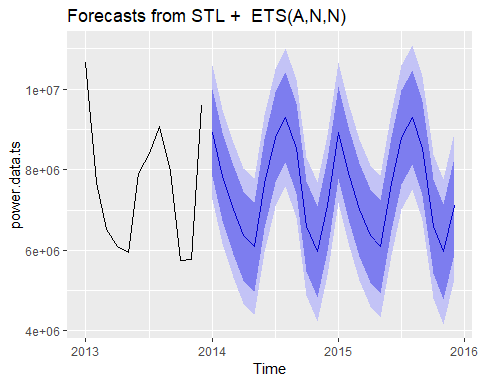 Forecasts from STL +  ETS(A,N,N)
power.data.ts
1e+07
8e+06
6e+06
4e+06
2013
2014
2015
2016
Time